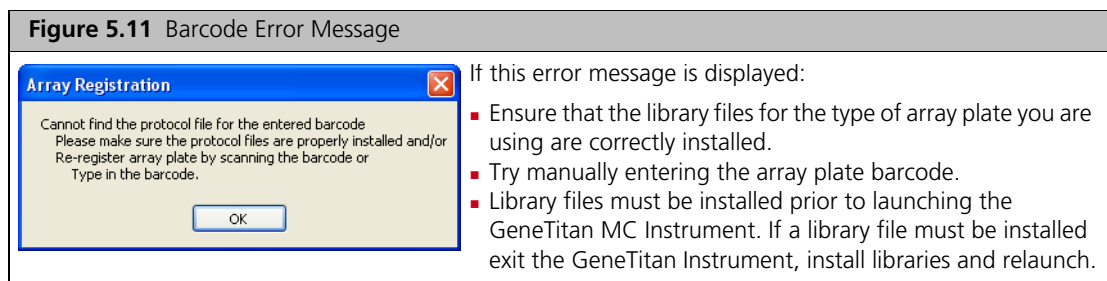 Figure 5.11 Barcode Error Message
Array Registration
Cannot find the protocol file for the entered barcode
Please make sure the protocol files are properly installed and/or
Re-register array plate by scanning the barcode or
Type in the barcode.
OK
If this error message is displayed:
▪ Ensure that the library files for the type of array plate you are
using are correctly installed.
▪ Try manually entering the array plate barcode.
▪ Library files must be installed prior to launching the
GeneTitan MC Instrument. If a library file must be installed
exit the GeneTitan Instrument, install libraries and relaunch.